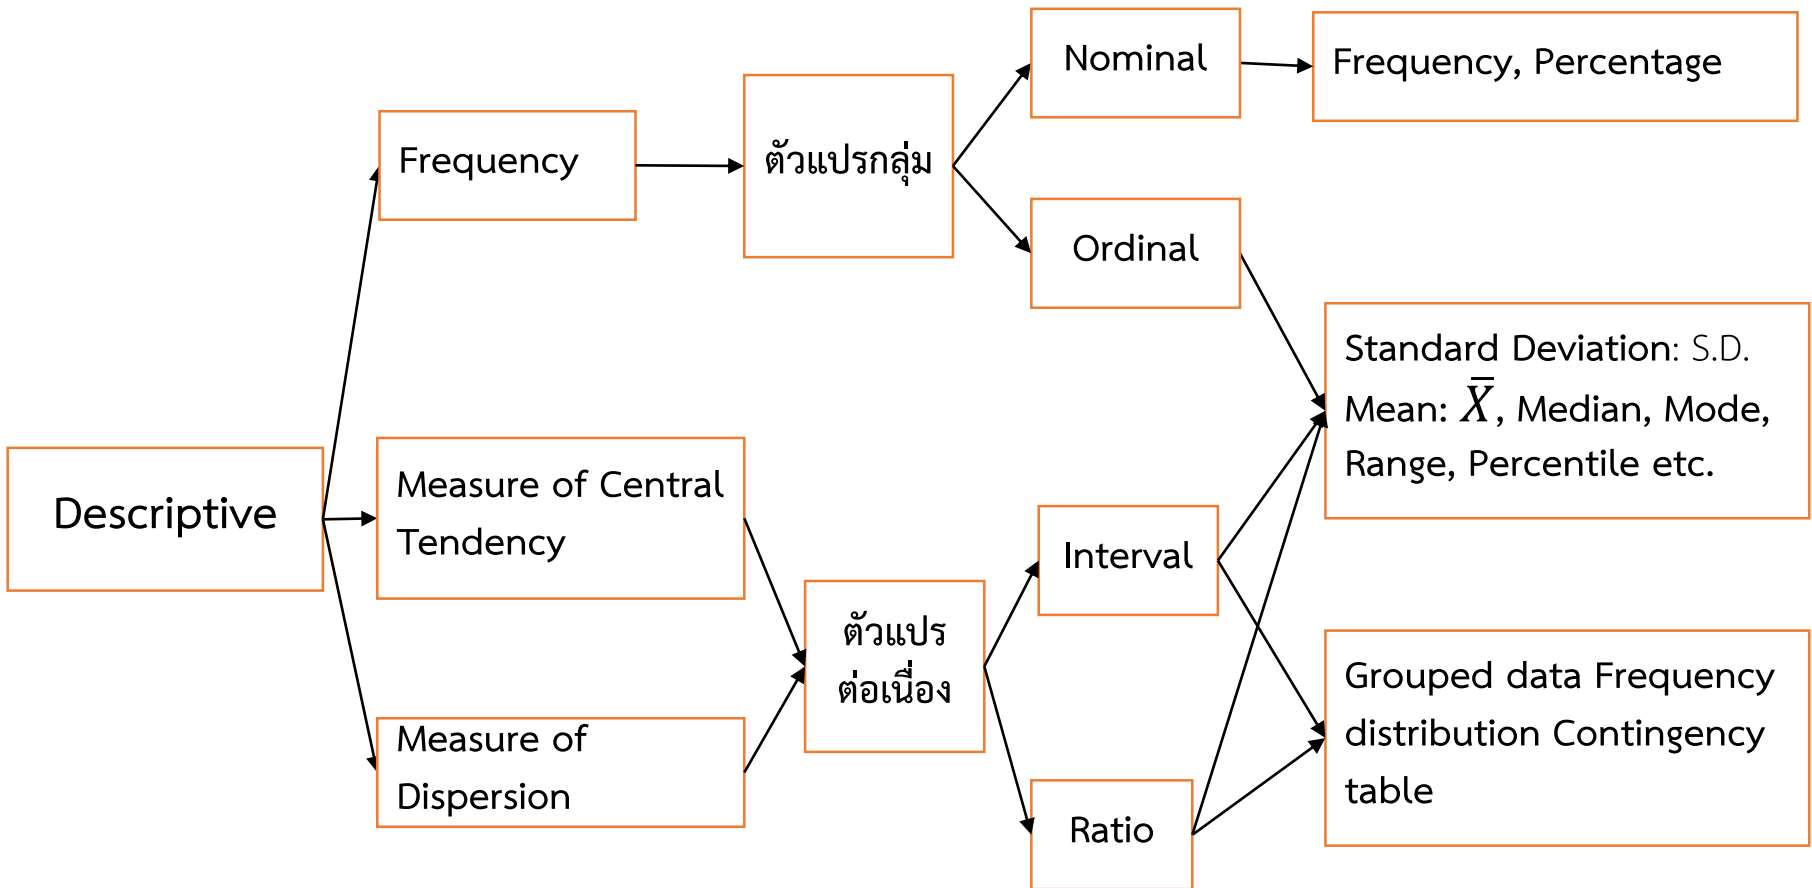 Nominal
Frequency, Percentage
Frequency
ตัวแปรกลุ่ม
Ordinal
Standard Deviation: S.D.
Mean: X̅, Median, Mode,
Range, Percentile etc.
Descriptive
Measure of Central
Tendency
Interval
ตัวแปร
ต่อเนื่อง
Grouped data Frequency
distribution Contingency
table
Measure of
Dispersion
Ratio